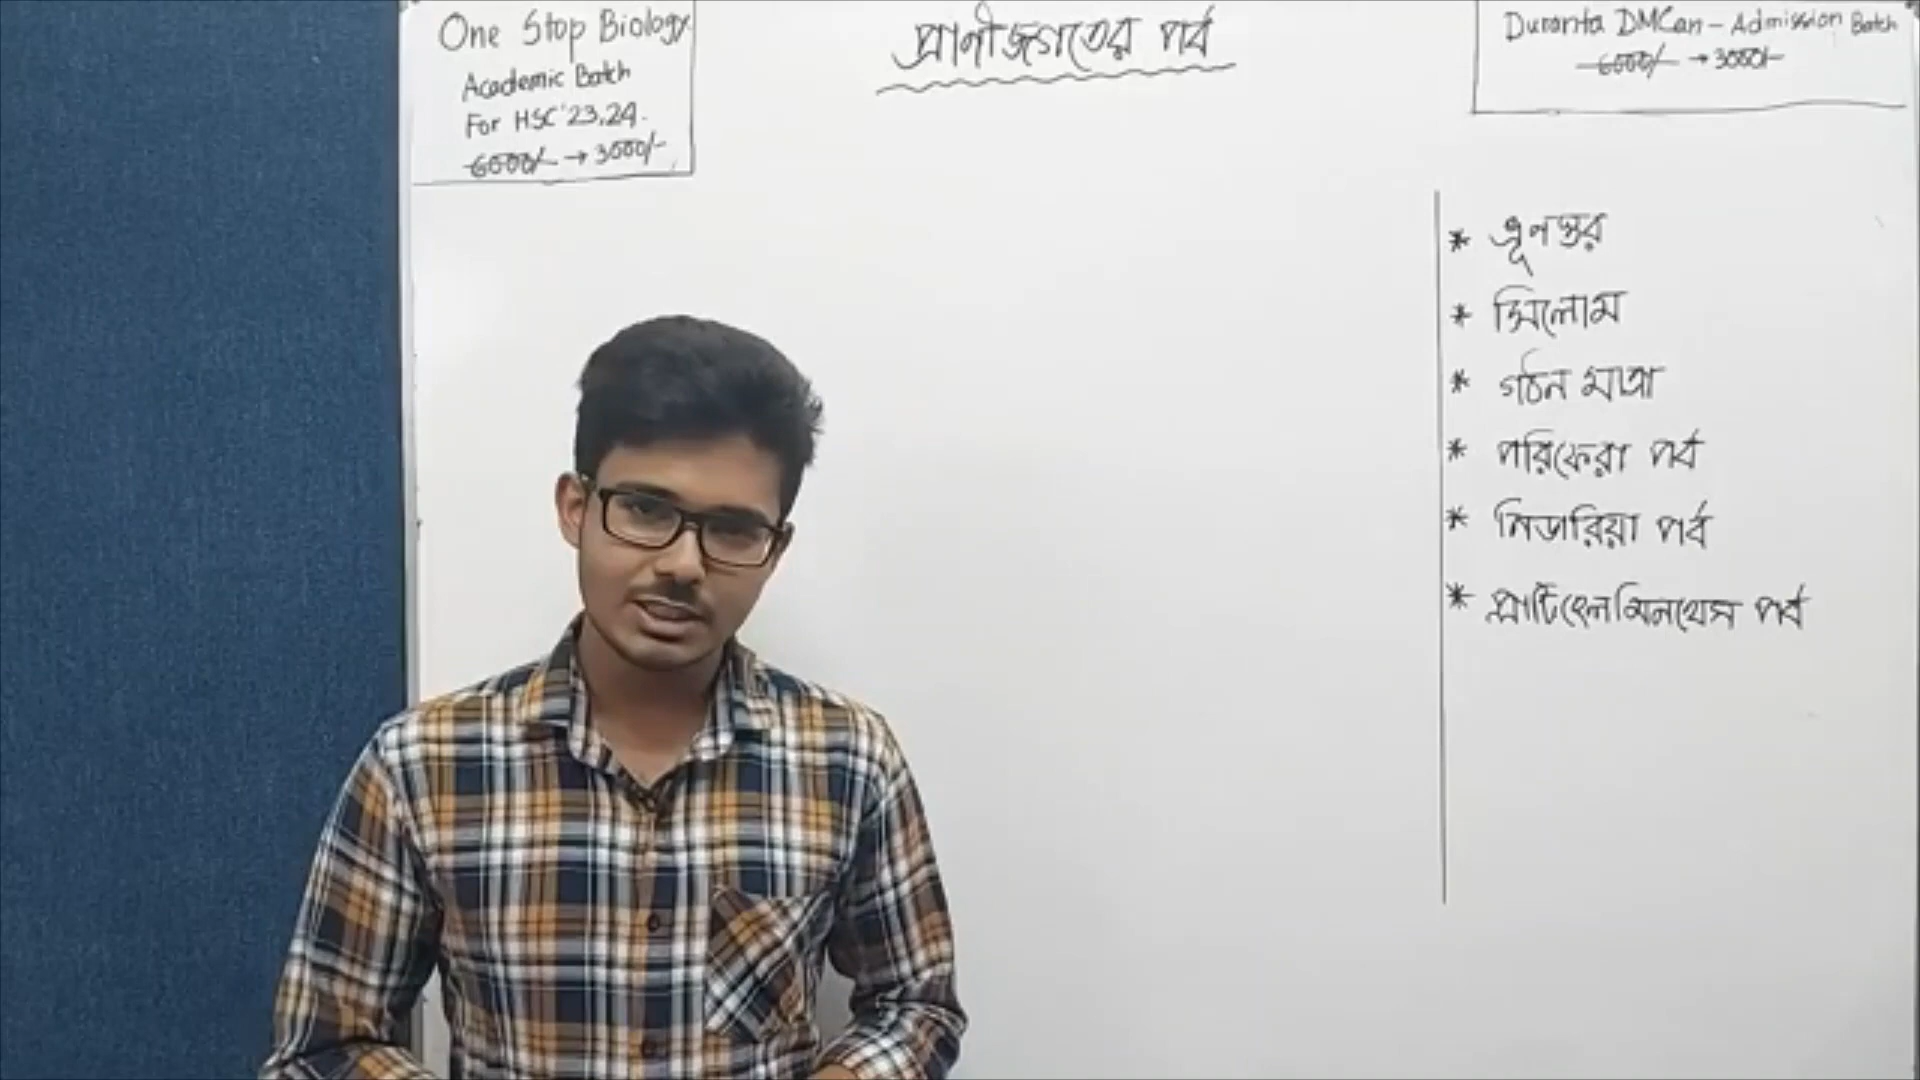 One Stop Biology
Academic Batch
For HSC'23,24.
6000/- → 3000/-
প্রাণীজগতের পর্ব
Duranta DMCan - Admission Batch
6000/- → 3000/-
* ভ্রূণস্তর
* সিলোম
* গঠন মাত্রা
* পরিফেরা পর্ব
* নিডারিয়া পর্ব
* প্লাটিহেলমিনথেস পর্ব